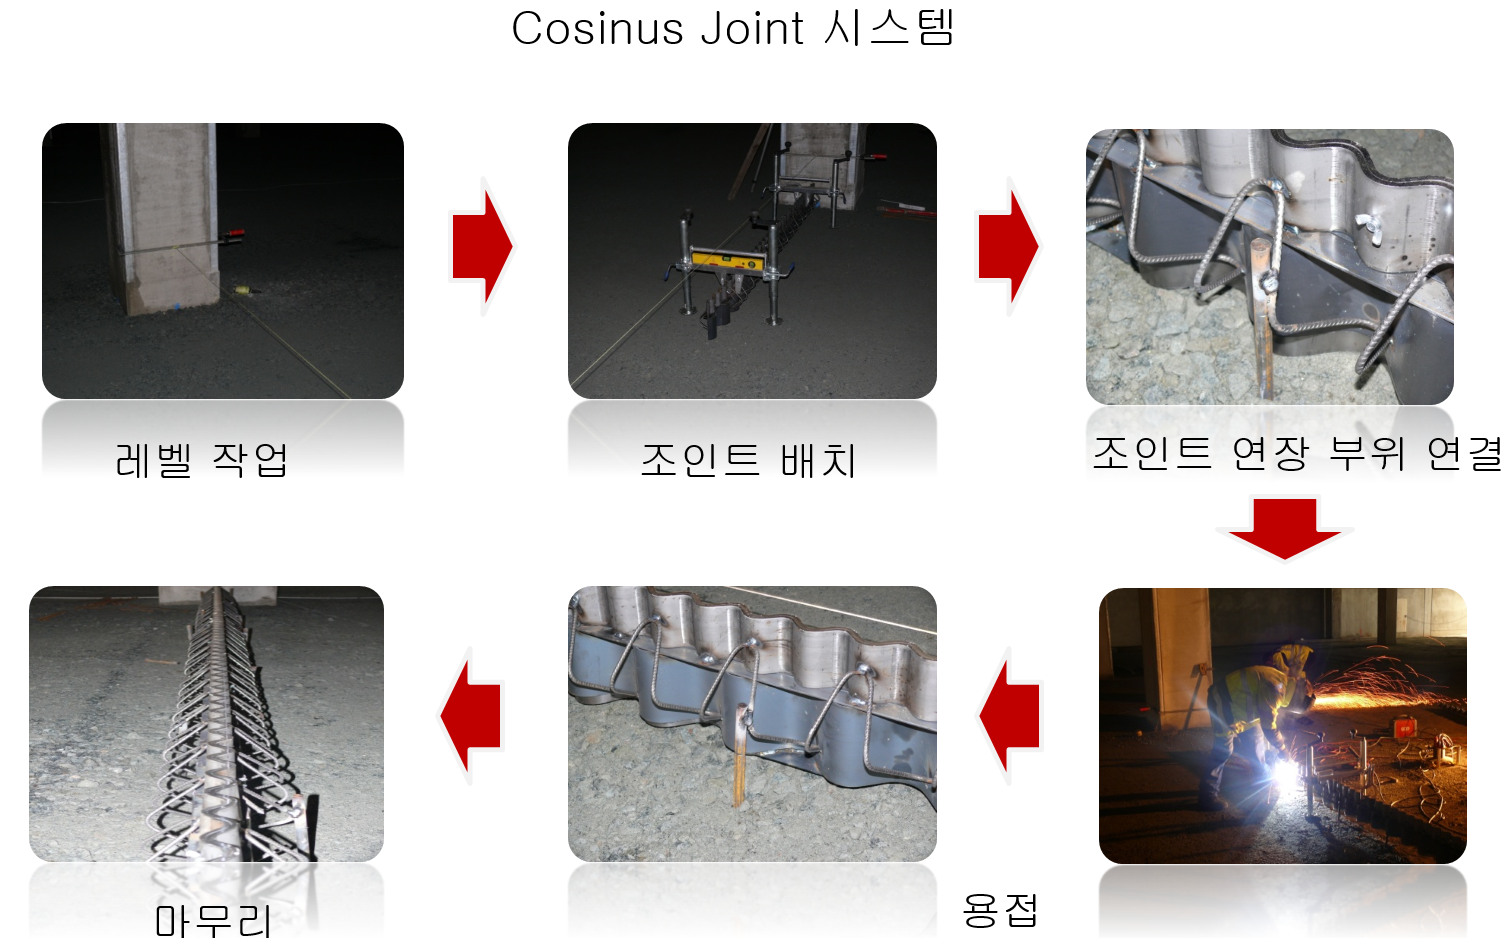 Cosinus Joint 시스템
레벨 작업
조인트 배치
조인트 연장 부위 연결
용접
마무리